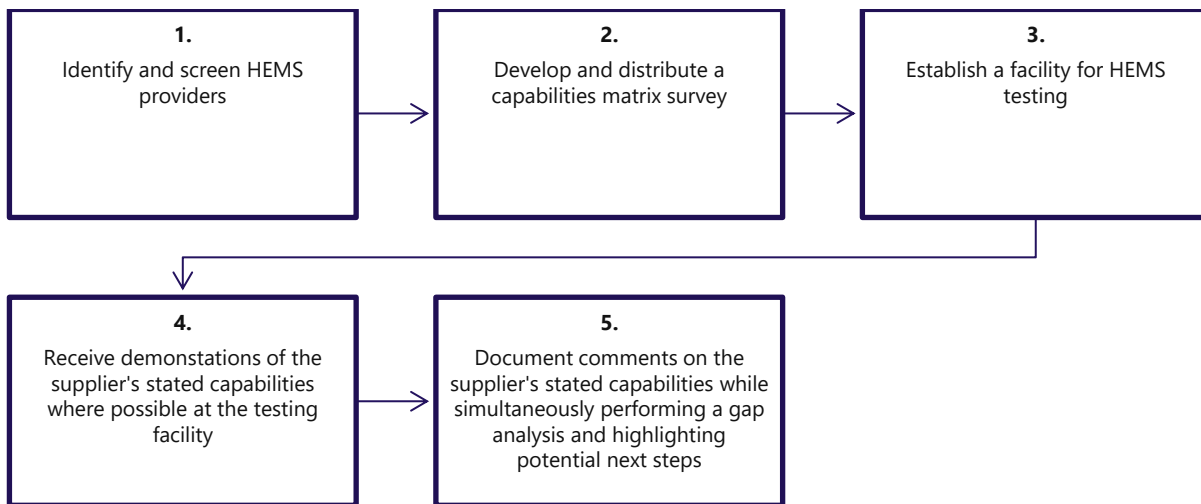 1.
Identify and screen HEMS
providers
2.
Develop and distribute a
capabilities matrix survey
3.
Establish a facility for HEMS
testing
4.
Receive demonstations of the
supplier's stated capabilities
where possible at the testing
facility
5.
Document comments on the
supplier's stated capabilities while
simultaneously performing a gap
analysis and highlighting
potential next steps